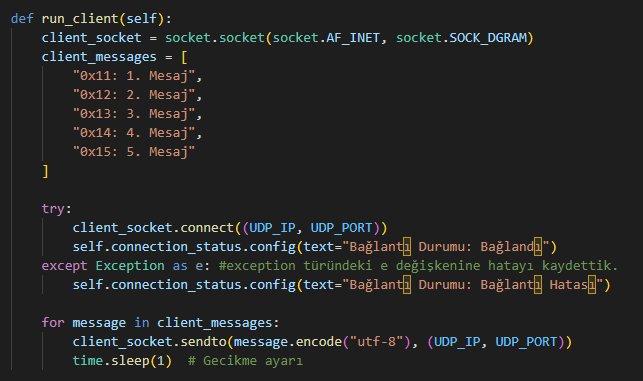 def run_client(self):
    client_socket = socket.socket(socket.AF_INET, socket.SOCK_DGRAM)
    client_messages = [
        "0x11: 1. Mesaj",
        "0x12: 2. Mesaj",
        "0x13: 3. Mesaj",
        "0x14: 4. Mesaj",
        "0x15: 5. Mesaj"
    ]
    try:
        client_socket.connect((UDP_IP, UDP_PORT))
        self.connection_status.config(text="Bağlantı Durumu: Bağlandı")
    except Exception as e: #exception türündeki e değişkenine hatayı kaydettik.
        self.connection_status.config(text="Bağlantı Durumu: Bağlantı Hatası")
    for message in client_messages:
        client_socket.sendto(message.encode("utf-8"), (UDP_IP, UDP_PORT))
        time.sleep(1)  # Gecikme ayarı